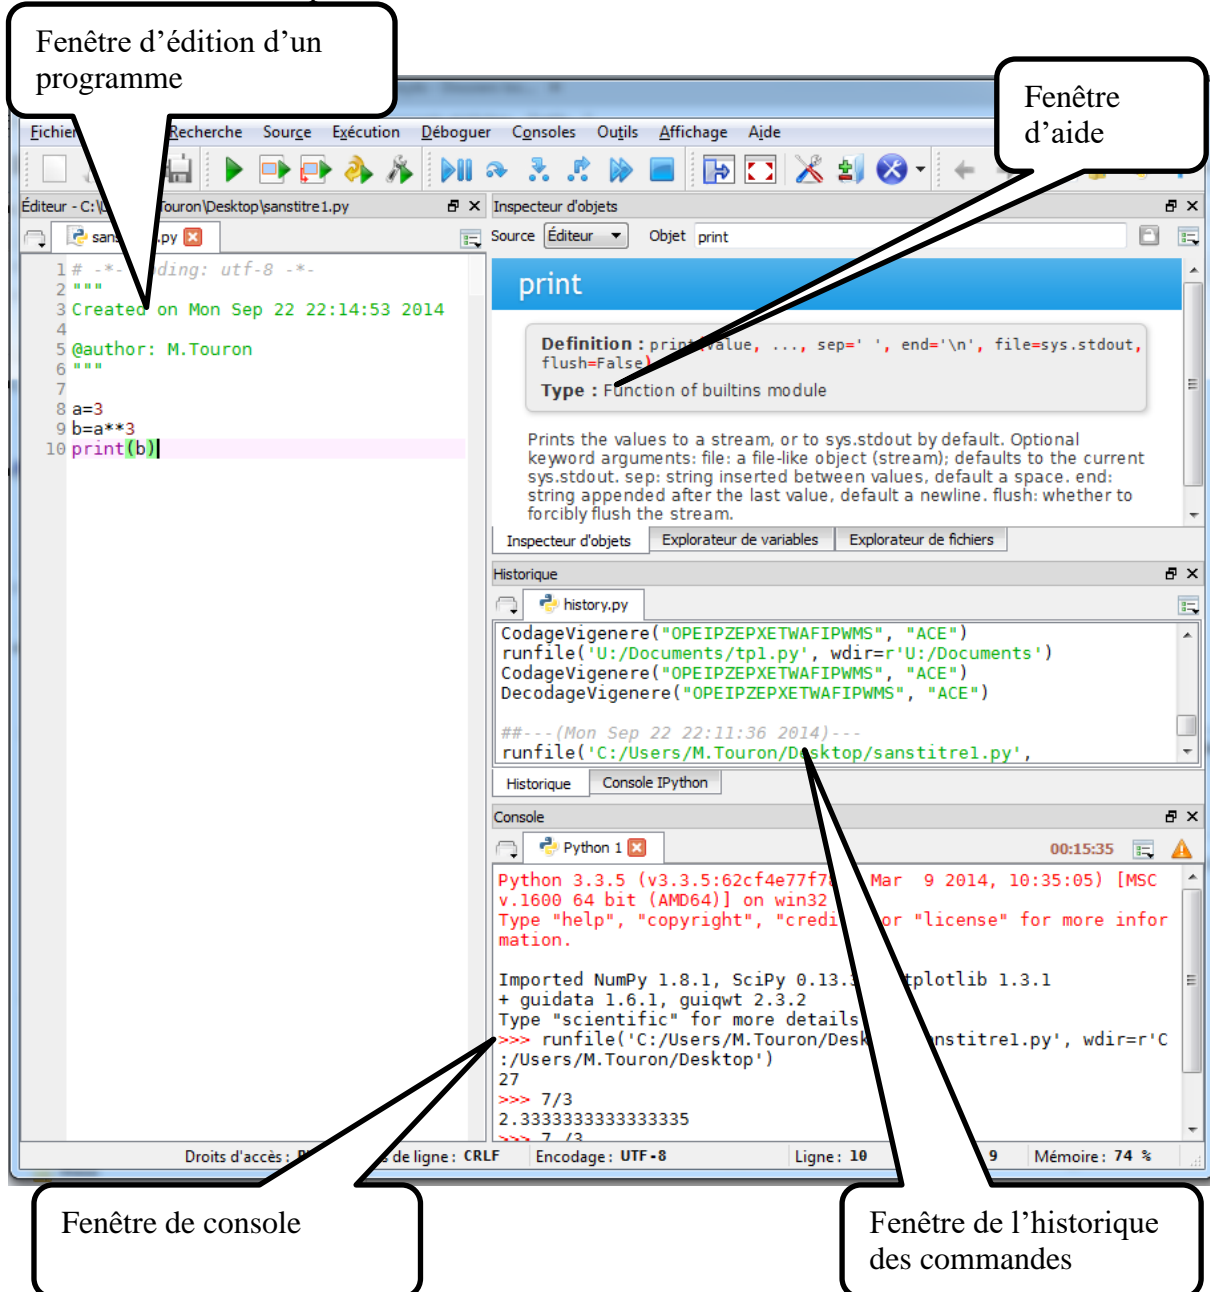 Fenêtre d'édition d'un
programme
Fenêtre
d'aide
Fichier Recherche Source Exécution Déboguer Consoles Outils Affichage Aide
Éditeur - C:\ Touron\Desktop\sanstitre1.py
Inspecteur d'objets
.py
Source Éditeur Objet print
1 # -*- coding: utf-8 -*-
2 """
3 Created on Mon Sep 22 22:14:53 2014
4
5 @author: M.Touron
6 """
7
8 a=3
9 b=a**3
10 print(b)
print
Definition : print(value, ..., sep=' ', end='\n', file=sys.stdout,
flush=False)
Type : Function of builtins module
Prints the values to a stream, or to sys.stdout by default. Optional
keyword arguments: file: a file-like object (stream); defaults to the current
sys.stdout. sep: string inserted between values, default a space. end:
string appended after the last value, default a newline. flush: whether to
forcibly flush the stream.
Inspecteur d'objets Explorateur de variables Explorateur de fichiers
Historique
history.py
CodageVigenere("OPEIPZEPXETWAFIPWMS", "ACE")
runfile('U:/Documents/tp1.py', wdir=r'U:/Documents')
CodageVigenere("OPEIPZEPXETWAFIPWMS", "ACE")
DecodageVigenere("OPEIPZEPXETWAFIPWMS", "ACE")
##---(Mon Sep 22 22:11:36 2014)---
runfile('C:/Users/M.Touron/Desktop/sanstitre1.py',
Historique Console IPython
Console
Python 1 00:15:35
Python 3.3.5 (v3.3.5:62cf4e77f78 Mar 9 2014, 10:35:05) [MSC
v.1600 64 bit (AMD64)] on win32
Type "help", "copyright", "credi or "license" for more infor
mation.
Imported NumPy 1.8.1, SciPy 0.13. tplotlib 1.3.1
+ guidata 1.6.1, guiqwt 2.3.2
Type "scientific" for more details
>>> runfile('C:/Users/M.Touron/Desk nstitre1.py', wdir=r'C
:/Users/M.Touron/Desktop')
27
>>> 7/3
2.3333333333333335
>>> 7 /3
Droits d'accès : de ligne : CRLF Encodage : UTF-8 Ligne : 10 9 Mémoire : 74 %
Fenêtre de console
Fenêtre de l'historique
des commandes